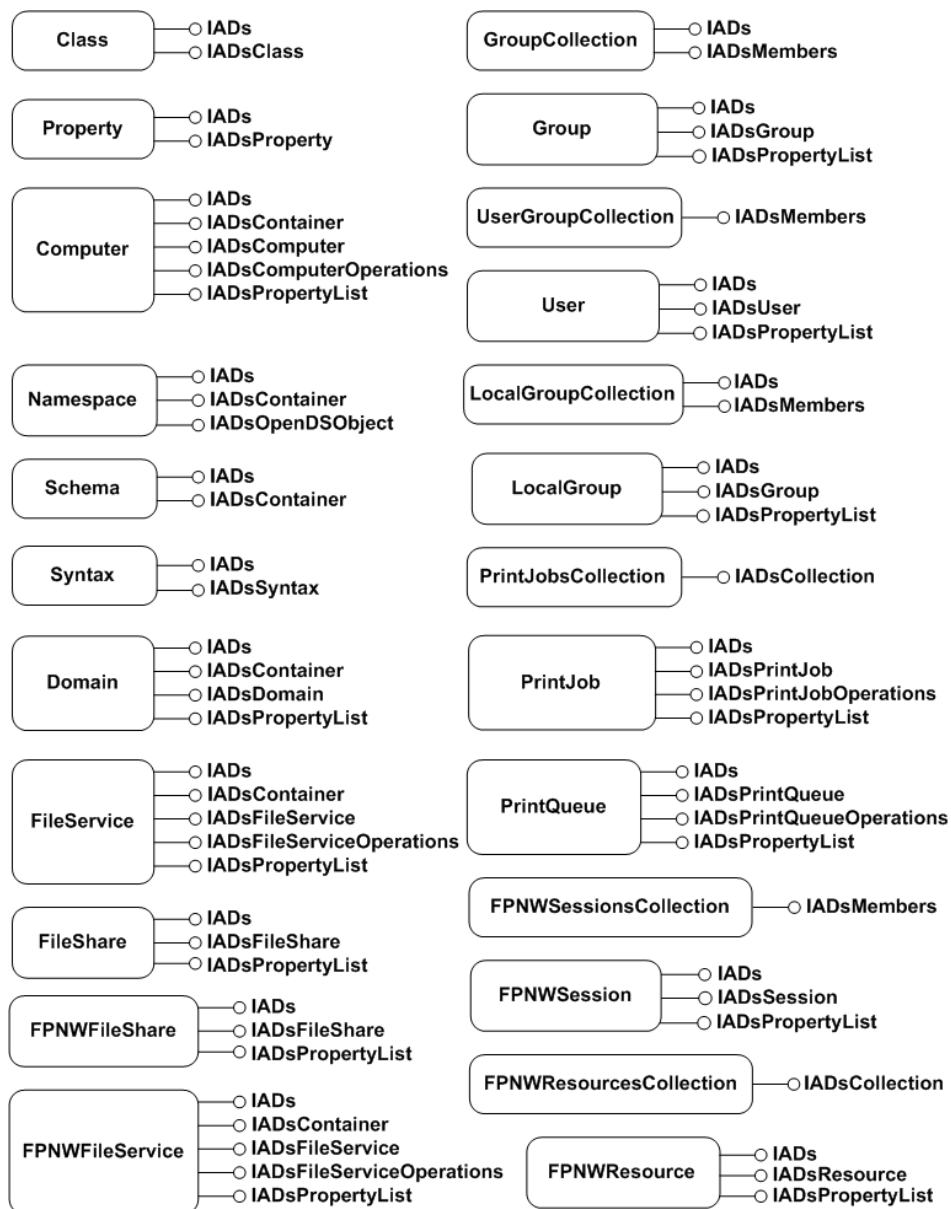 Class
IADs
IADsClass
Property
IADs
IADsProperty
Computer
IADs
IADsContainer
IADsComputer
IADsComputerOperations
IADsPropertyList
Namespace
IADs
IADsContainer
IADsOpenDSObject
Schema
IADs
IADsContainer
Syntax
IADs
IADsSyntax
Domain
IADs
IADsContainer
IADsDomain
IADsPropertyList
FileService
IADs
IADsContainer
IADsFileService
IADsFileServiceOperations
IADsPropertyList
FileShare
IADs
IADsFileShare
IADsPropertyList
FPNWFileShare
IADs
IADsFileShare
IADsPropertyList
FPNWFileService
IADs
IADsContainer
IADsFileService
IADsFileServiceOperations
IADsPropertyList
GroupCollection
IADs
IADsMembers
Group
IADs
IADsGroup
IADsPropertyList
UserGroupCollection
IADsMembers
User
IADs
IADsUser
IADsPropertyList
LocalGroupCollection
IADs
IADsMembers
LocalGroup
IADs
IADsGroup
IADsPropertyList
PrintJobsCollection
IADsCollection
PrintJob
IADs
IADsPrintJob
IADsPrintJobOperations
IADsPropertyList
PrintQueue
IADs
IADsPrintQueue
IADsPrintQueueOperations
IADsPropertyList
FPNWSessionsCollection
IADsMembers
FPNWSession
IADs
IADsSession
IADsPropertyList
FPNWResourcesCollection
IADsCollection
FPNWResource
IADs
IADsResource
IADsPropertyList